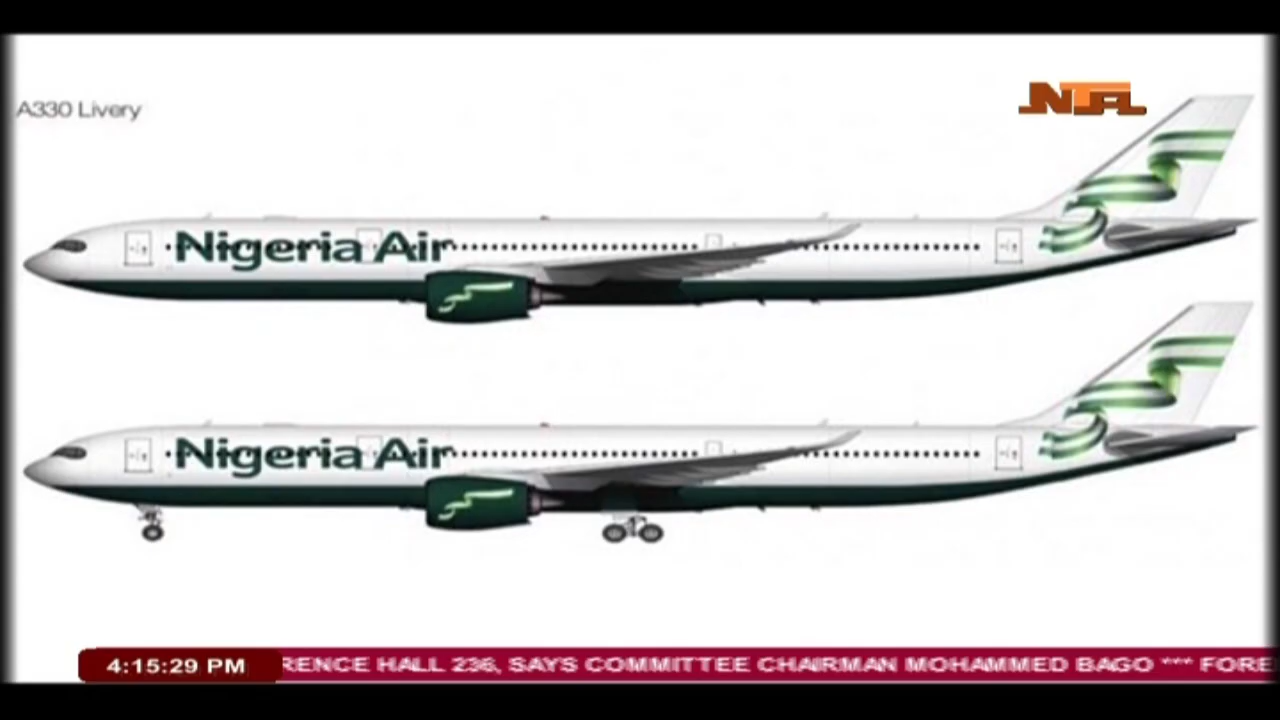 A330 Livery
NTA
Nigeria Air
Nigeria Air
4:15:29 PM
RENCE HALL 236, SAYS COMMITTEE CHAIRMAN MOHAMMED BAGO *** FORE